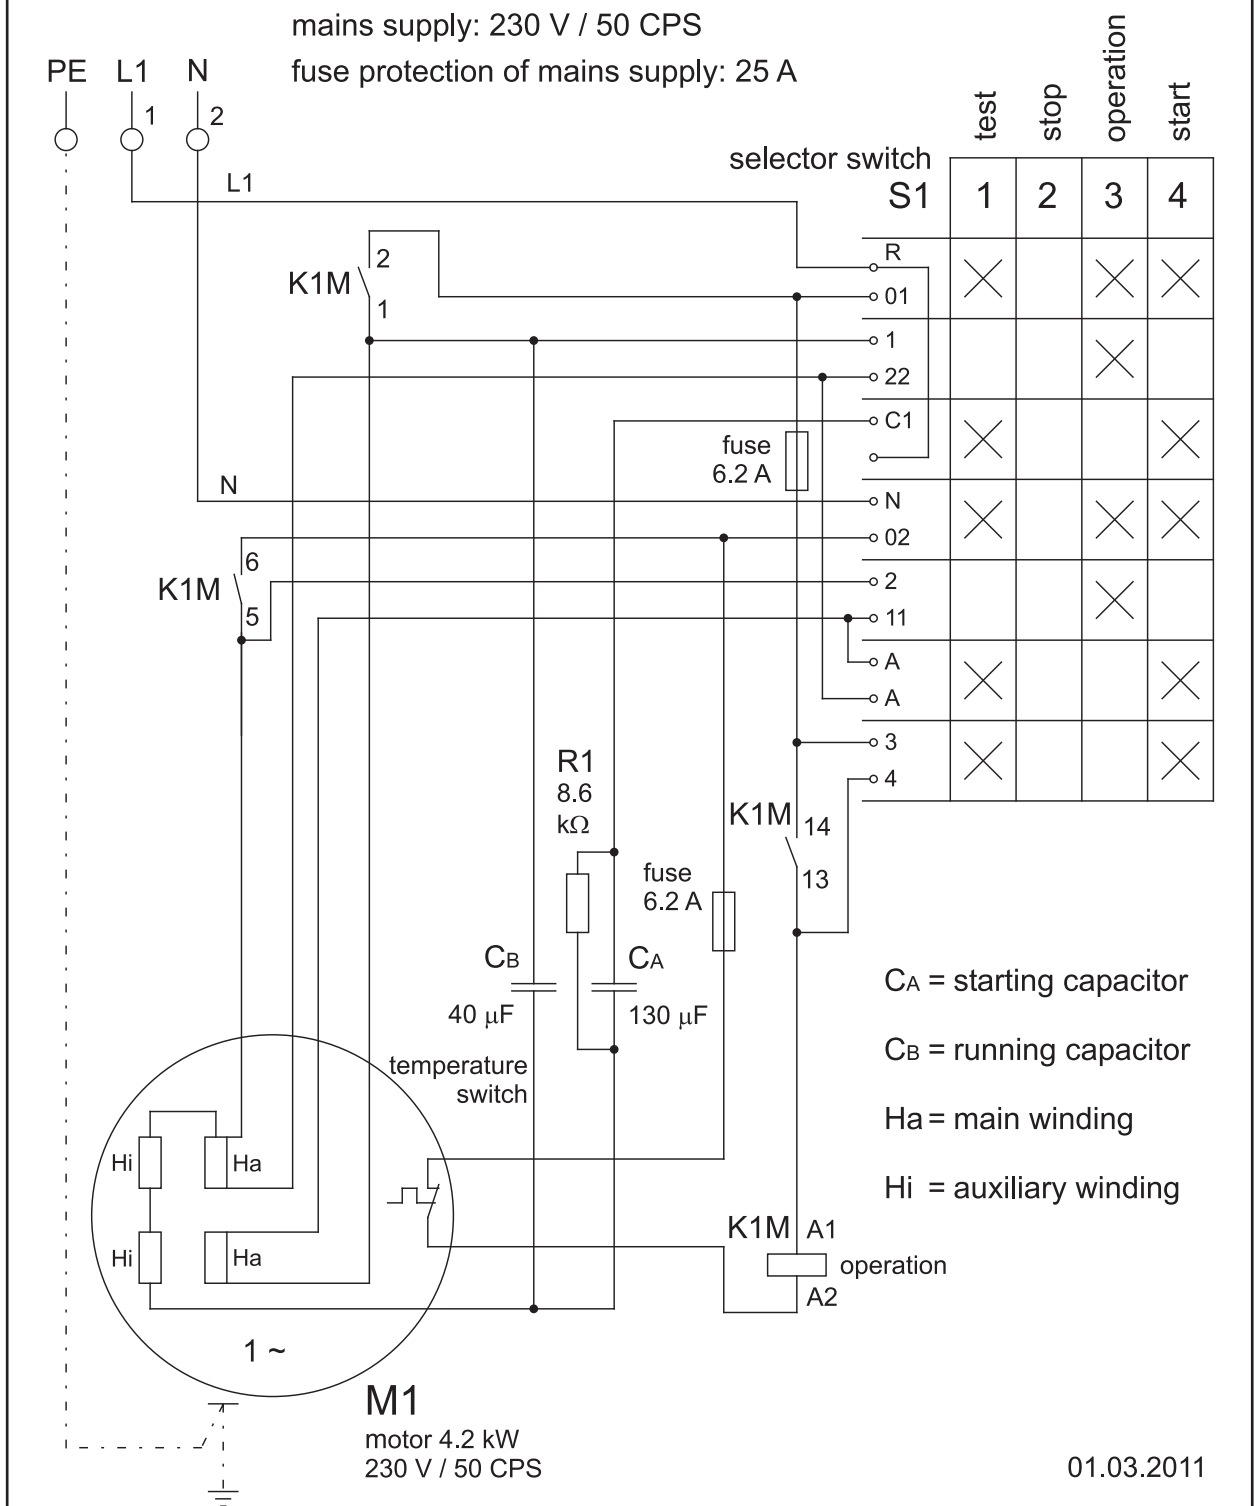 mains supply: 230 V / 50 CPS
fuse protection of mains supply: 25 A
PE L1 N
1 2
test
stop
operation
start
selector switch
S1 1 2 3 4
L1
R
01
2
K1M
1
1
22
C1
fuse
6.2 A
N
N
02
6
K1M
5
2
11
A
A
3
4
R1
8.6
kΩ
K1M 14
13
fuse
6.2 A
CB
40 μF
CA
130 μF
CA = starting capacitor
CB = running capacitor
Ha = main winding
Hi = auxiliary winding
temperature
switch
Hi Ha
Hi Ha
K1M A1
operation
A2
1 ~
M1
motor 4.2 kW
230 V / 50 CPS
01.03.2011